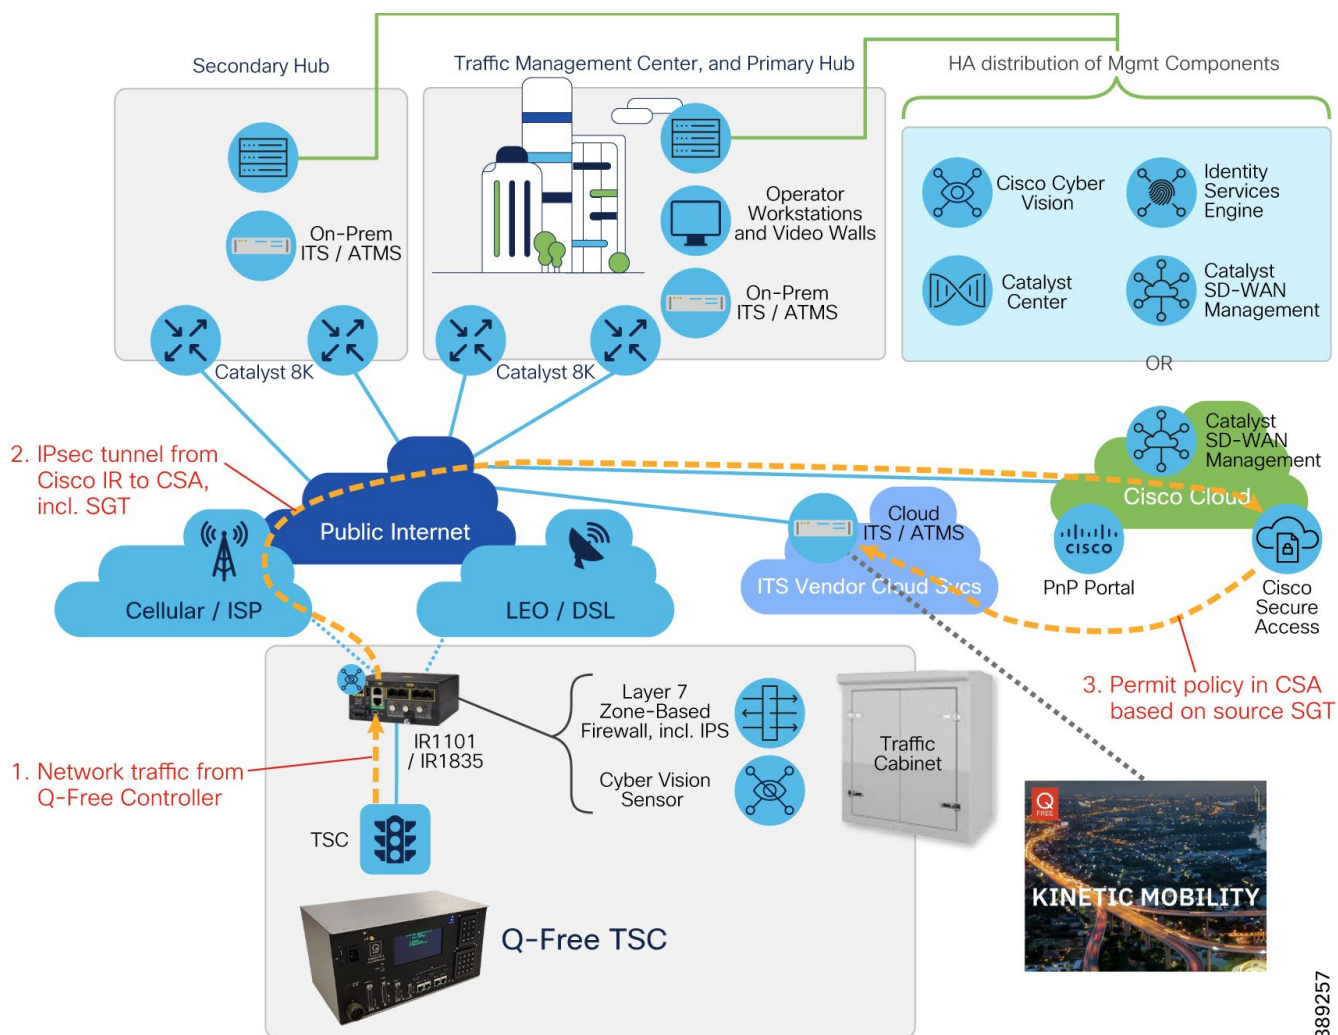 Secondary Hub
Traffic Management Center, and Primary Hub
HA distribution of Mgmt Components
On-Prem
ITS / ATMS
Operator
Workstations
and Video Walls
On-Prem
ITS / ATMS
Cisco Cyber
Vision
Identity
Services
Engine
Catalyst
Center
Catalyst
SD-WAN
Management
Catalyst 8K
Catalyst 8K
OR
2. IPsec tunnel from
Cisco IR to CSA,
incl. SGT
Public Internet
Cellular / ISP
LEO / DSL
Cloud
ITS / ATMS
ITS Vendor Cloud Svcs
Catalyst
SD-WAN
Management
Cisco Cloud
CISCO
PnP Portal
Cisco
Secure
Access
3. Permit policy in CSA
based on source SGT
1. Network traffic from
Q-Free Controller
IR1101
/ IR1835
Layer 7
Zone-Based
Firewall, incl. IPS
Cyber Vision
Sensor
Traffic
Cabinet
TSC
Q-Free TSC
Q
FREE
KINETIC MOBILITY
389257